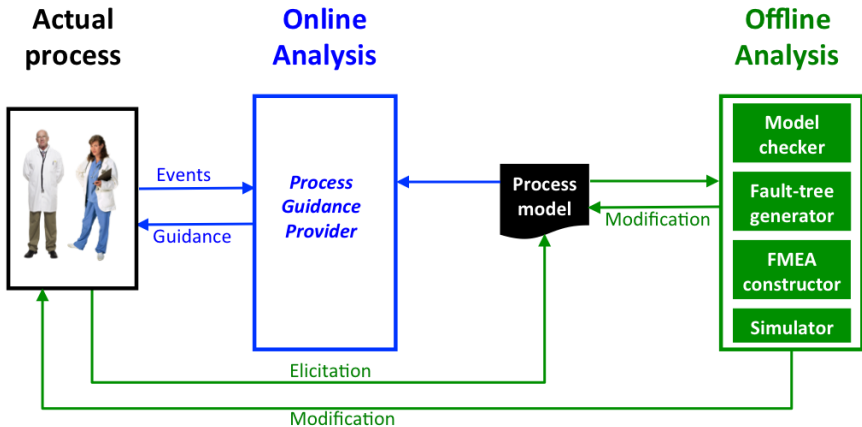 Actual
process
Online
Analysis
Offline
Analysis
Events
Guidance
Process
Guidance
Provider
Process
model
Modification
Model
checker
Fault-tree
generator
FMEA
constructor
Simulator
Elicitation
Modification